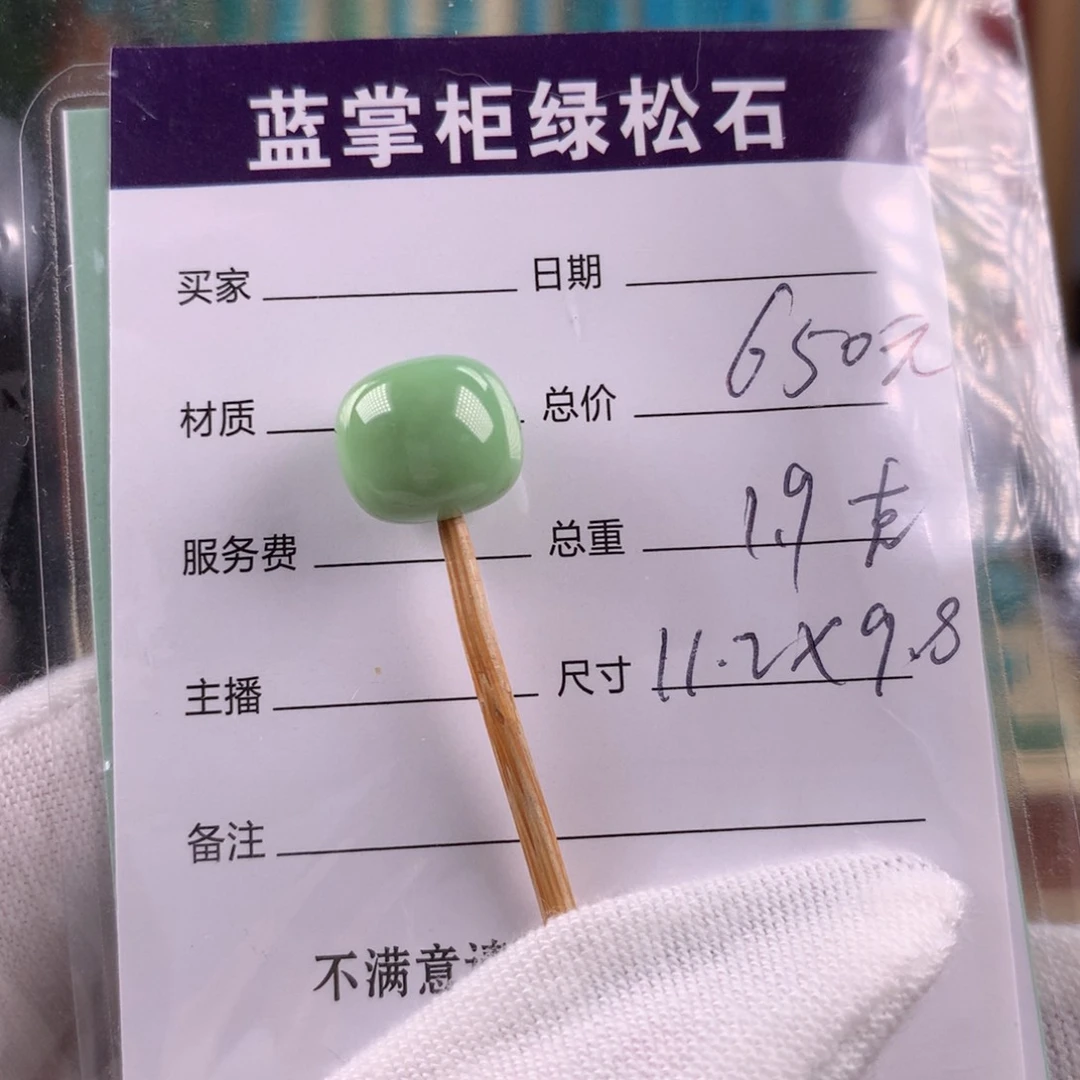 蓝掌柜绿松石
买家 日期
材质 总价 650元
服务费 总重 1.9克
主播 尺寸 11.2X9.8
备注
不满意请